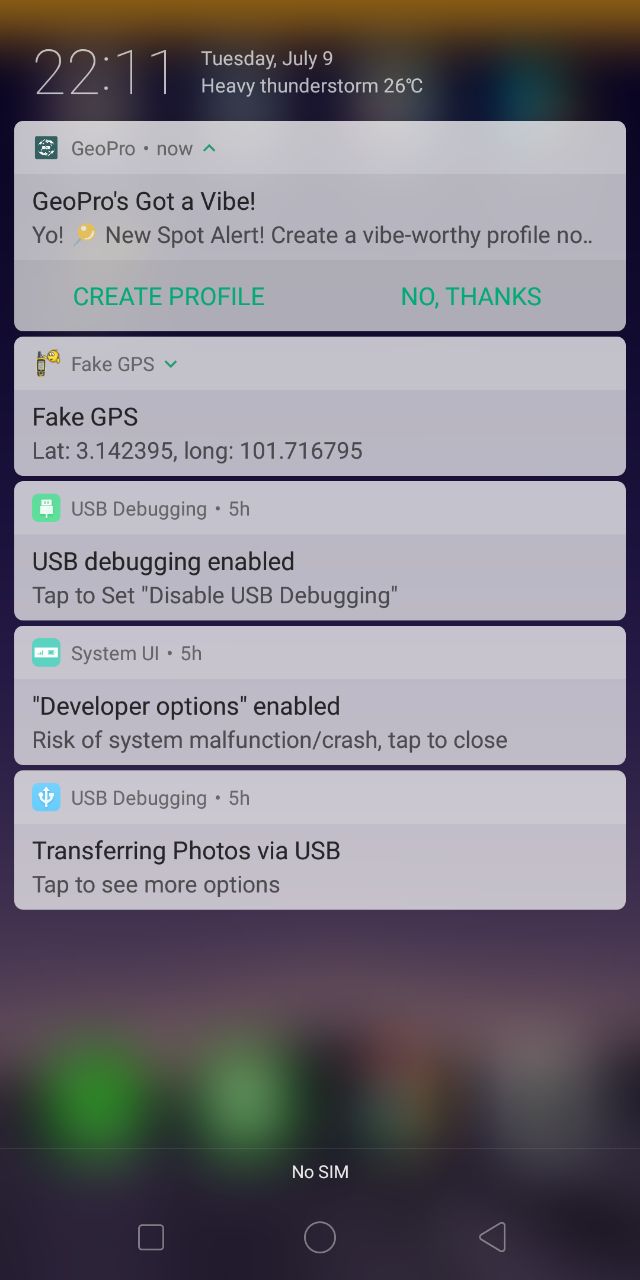 22:11
Tuesday, July 9
Heavy thunderstorm 26℃
GeoPro • now
GeoPro's Got a Vibe!
Yo! 🔎 New Spot Alert! Create a vibe-worthy profile no..
CREATE PROFILE
NO, THANKS
Fake GPS
Fake GPS
Lat: 3.142395, long: 101.716795
USB Debugging • 5h
USB debugging enabled
Tap to Set "Disable USB Debugging"
System UI • 5h
"Developer options" enabled
Risk of system malfunction/crash, tap to close
USB Debugging • 5h
Transferring Photos via USB
Tap to see more options
No SIM